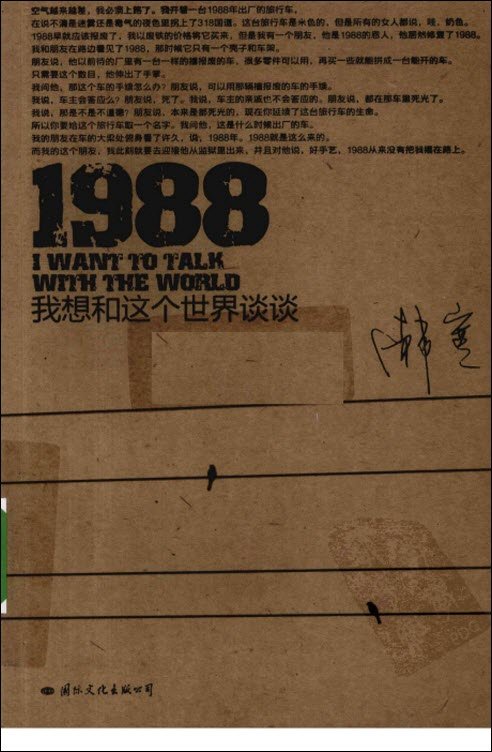 空气越来越差，我必须上路了。我开着一台1988年出厂的旅行车，
在说不清是迷雾还是毒气的夜色里拐上了318国道。这台旅行车是米色的，但是所有的女人都说，哇，奶色。
1988早就应该报废了，我以废铁的价格将它买来，但是我有一个朋友，他是1988的恩人，他居然修复了1988。
我和朋友在路边看见了1988，那时候它只有一个壳子和车架。
朋友说，他以前待的厂里有一台一样的撞报废的车，很多零件可以用，再买一些就能拼成一台能开的车。
只需要这个数目，他伸出了手掌。
我问他，那这个车的手续怎么办？朋友说，可以用那辆撞报废的车的手续。
我说，车主会答应么？朋友说，死了。我说，车主的亲戚也不会答应的。朋友说，都在那车里死光了。
我说，那是不是不道德？朋友说，本来是都死光的，现在你延续了这台旅行车的生命。
所以你要给这个旅行车取一个名字。我问他，这是什么时候出厂的车。
我的朋友在车的大梁处俯身看了许久，说，1988年。1988就是这么来的。
而我的这个朋友，我此刻就要去迎接他从监狱里出来，并且对他说，好手艺，1988从来没有把我撂在路上。
1988
I WANT TO TALK
WITH THE WORLD
我想和这个世界谈谈
韩寒
国际文化出版公司